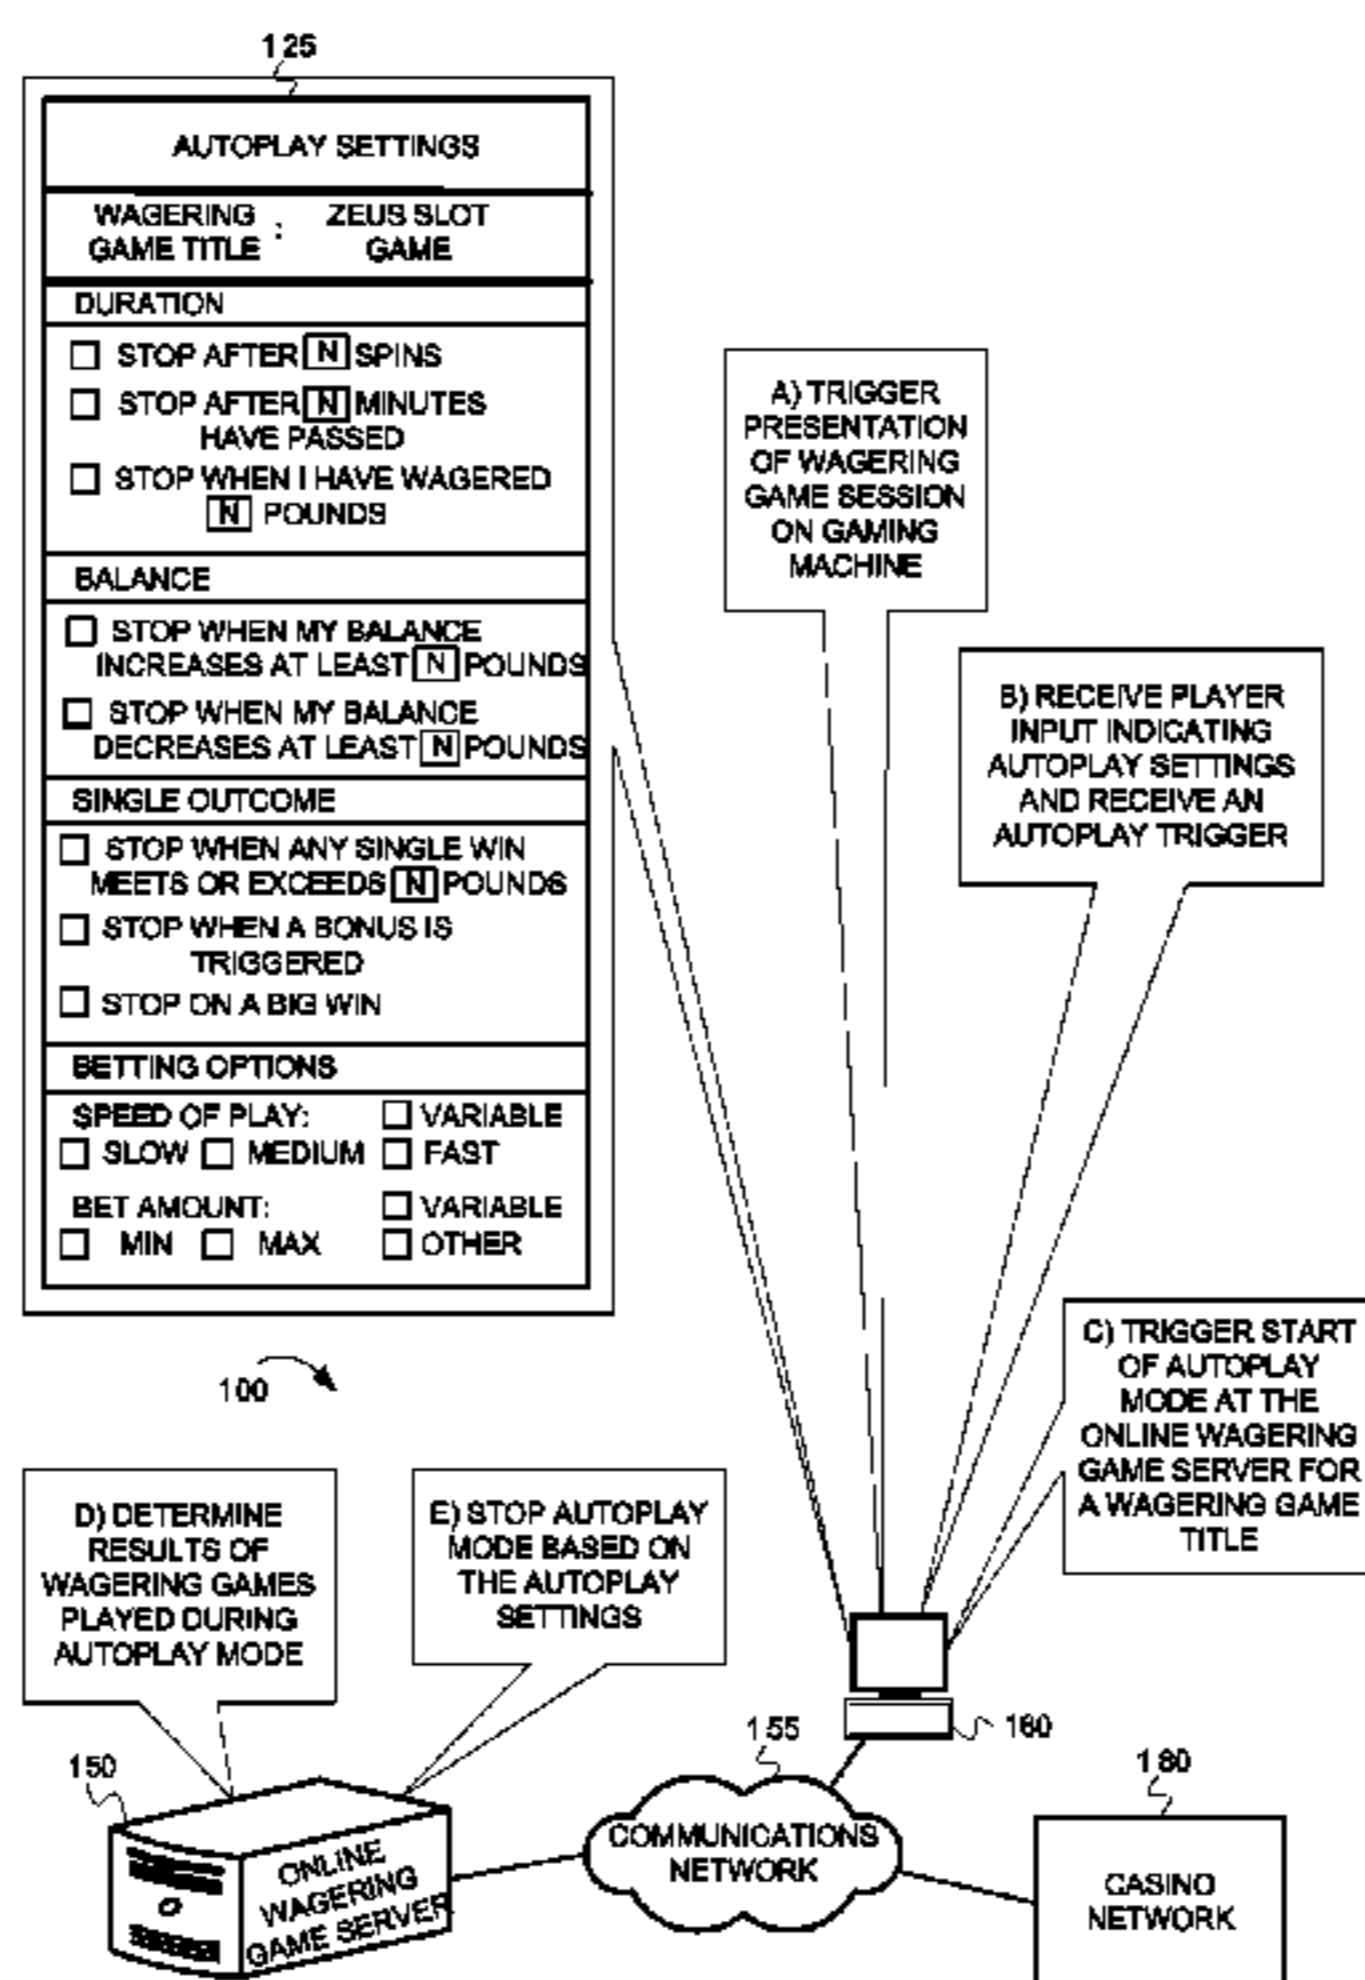 125
AUTOPLAY SETTINGS
WAGERING GAME TITLE : ZEUS SLOT GAME
DURATION
STOP AFTER N SPINS
STOP AFTER N MINUTES
HAVE PASSED
STOP WHEN I HAVE WAGERED
N POUNDS
BALANCE
STOP WHEN MY BALANCE
INCREASES AT LEAST N POUNDS
STOP WHEN MY BALANCE
DECREASES AT LEAST N POUNDS
SINGLE OUTCOME
STOP WHEN ANY SINGLE WIN
MEETS OR EXCEEDS N POUNDS
STOP WHEN A BONUS IS
TRIGGERED
STOP ON A BIG WIN
BETTING OPTIONS
SPEED OF PLAY: VARIABLE
SLOW MEDIUM FAST
BET AMOUNT: VARIABLE
MIN MAX OTHER
A) TRIGGER
PRESENTATION
OF WAGERING
GAME SESSION
ON GAMING
MACHINE
B) RECEIVE PLAYER
INPUT INDICATING
AUTOPLAY SETTINGS
AND RECEIVE AN
AUTOPLAY TRIGGER
C) TRIGGER START
OF AUTOPLAY
MODE AT THE
ONLINE WAGERING
GAME SERVER FOR
A WAGERING GAME
TITLE
100
D) DETERMINE
RESULTS OF
WAGERING GAMES
PLAYED DURING
AUTOPLAY MODE
E) STOP AUTOPLAY
MODE BASED ON
THE AUTOPLAY
SETTINGS
150
ONLINE
WAGERING
GAME SERVER
155
COMMUNICATIONS
NETWORK
160
180
CASINO
NETWORK